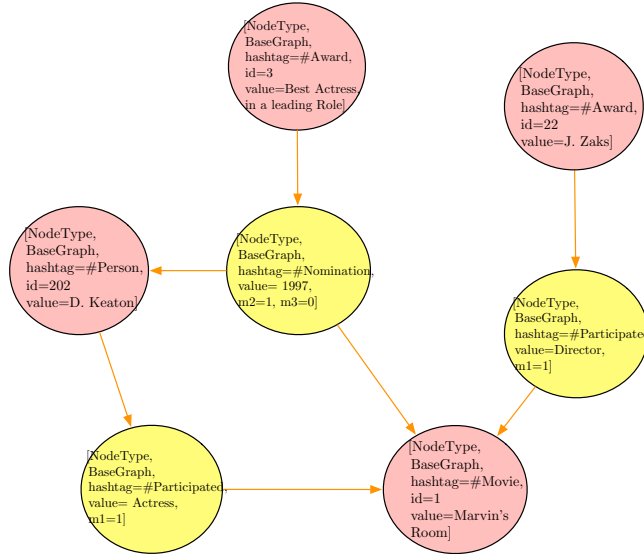 [NodeType,
BaseGraph,
hashtag=#Award,
id=3
value=Best Actress,
in a leading Role]
[NodeType,
BaseGraph,
hashtag=#Award,
id=22
value=J. Zaks]
[NodeType,
BaseGraph,
hashtag=#Person,
id=202
value=D. Keaton]
[NodeType,
BaseGraph,
hashtag=#Nomination,
value= 1997,
m2=1, m3=0]
[NodeType,
BaseGraph,
hashtag=#Participated,
value=Director,
m1=1]
[NodeType,
BaseGraph,
hashtag=#Participated,
value= Actress,
m1=1]
[NodeType,
BaseGraph,
hashtag=#Movie,
id=1
value=Marvin's
Room]